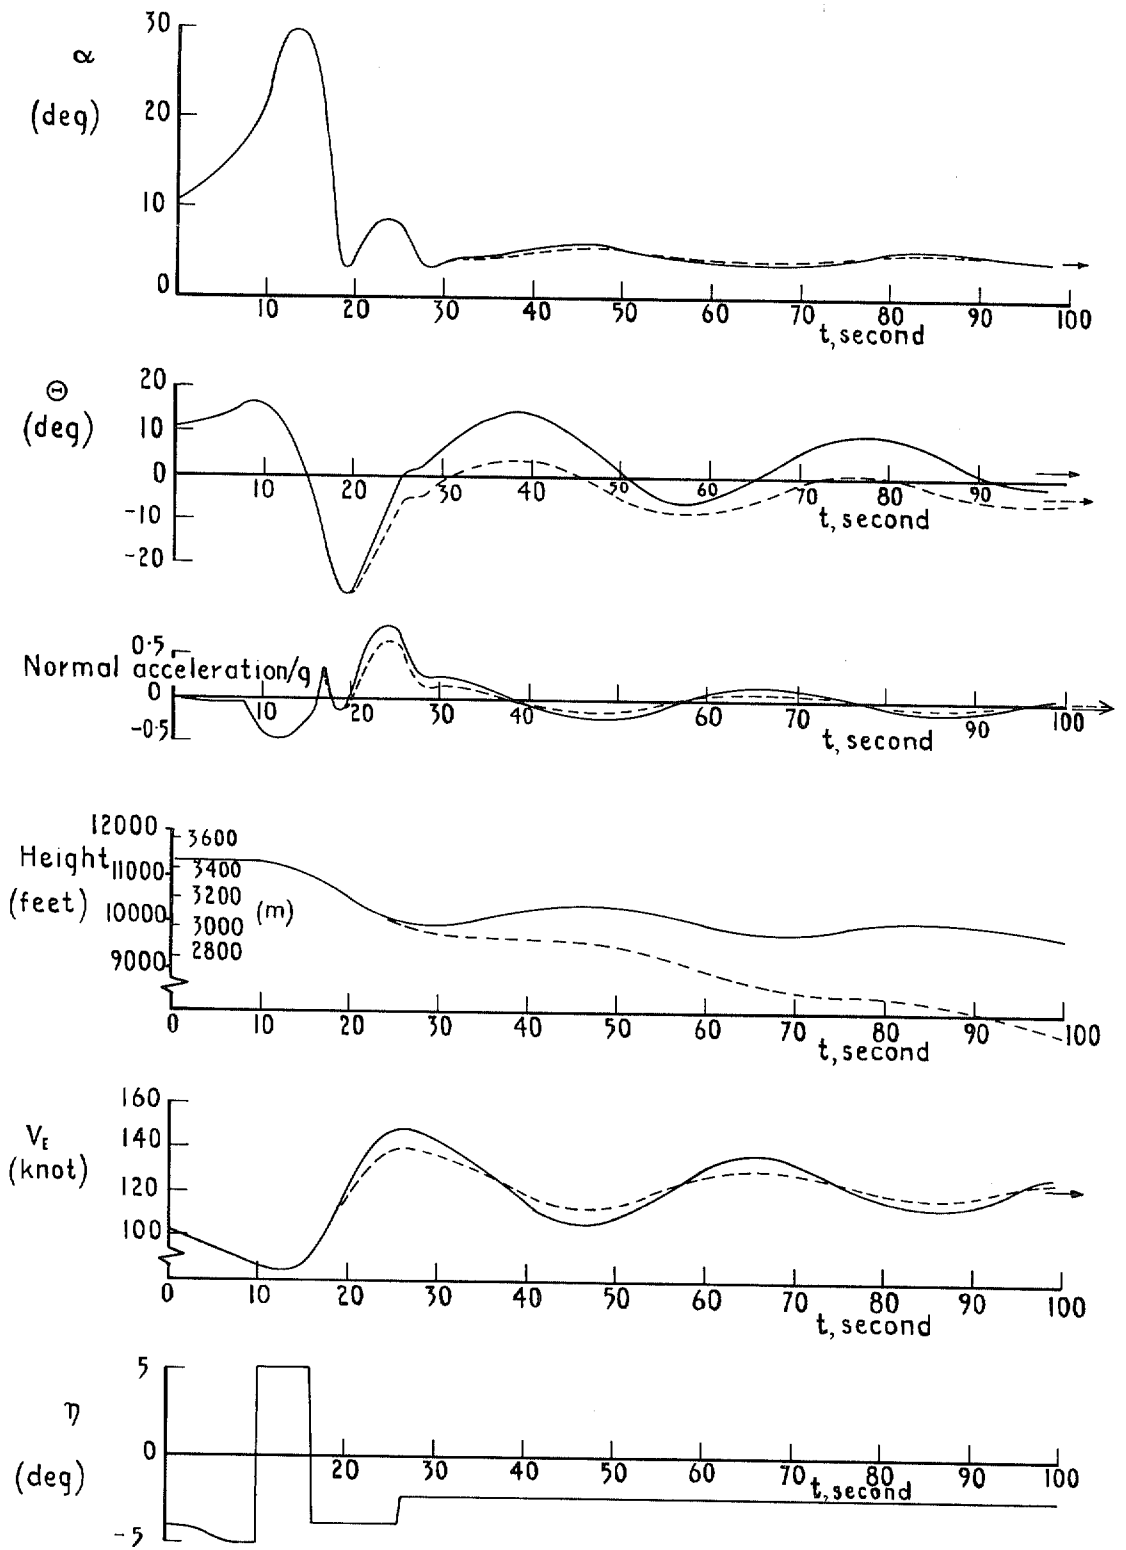 30
α
20
(deg)
10
0
10 20 30 40 50 60 70 80 90 100
t, second
Θ
20
(deg)
10
0
10 20 30 40 50 60 70 80 90
-10
t, second
-20
0·5
Normal acceleration/g
0
10 20 30 40 50 60 70 80 90 100
-0·5
t, second
12000
3600
Height
11000
3400
3200
(feet)
10000
(m)
3000
2800
9000
0 10 20 30 40 50 60 70 80 90 100
t, second
160
V_E
140
(knot)
120
100
0 10 20 30 40 50 60 70 80 90 100
t, second
5
η
0
20 30 40 50 60 70 80 90 100
(deg)
t, second
-5